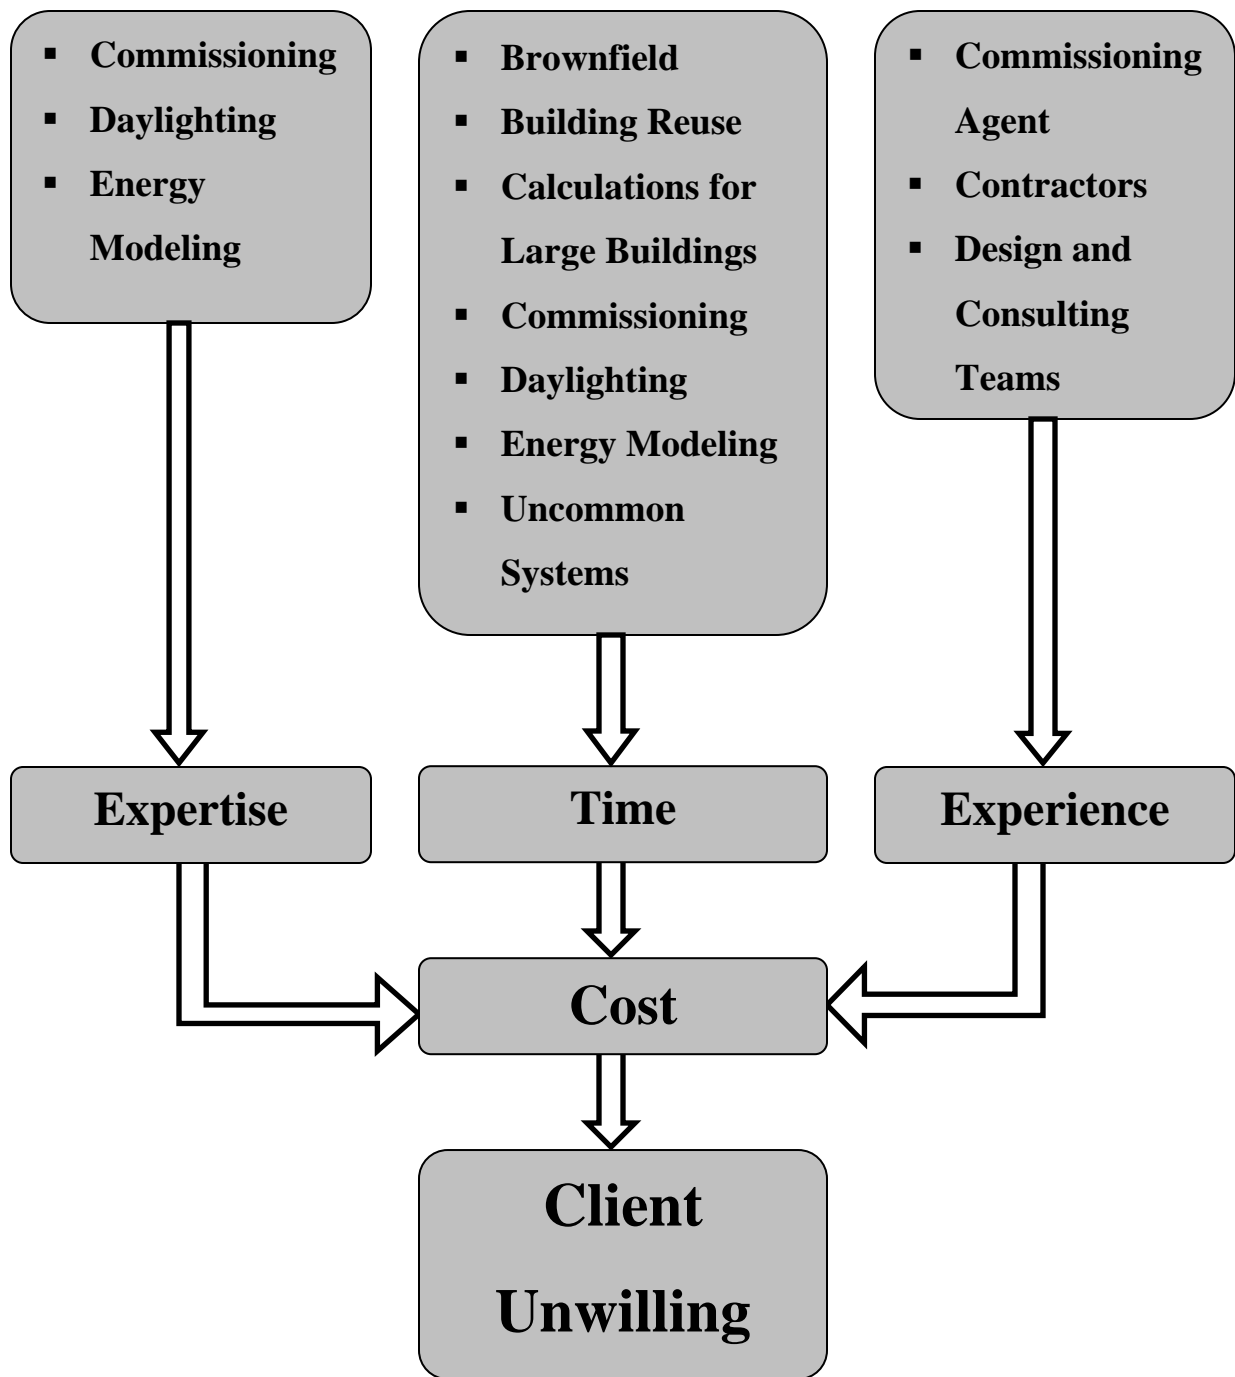 ▪ Commissioning
▪ Daylighting
▪ Energy
Modeling
▪ Brownfield
▪ Building Reuse
▪ Calculations for
Large Buildings
▪ Commissioning
▪ Daylighting
▪ Energy Modeling
▪ Uncommon
Systems
▪ Commissioning
Agent
▪ Contractors
▪ Design and
Consulting
Teams
Expertise
Time
Experience
Cost
Client
Unwilling